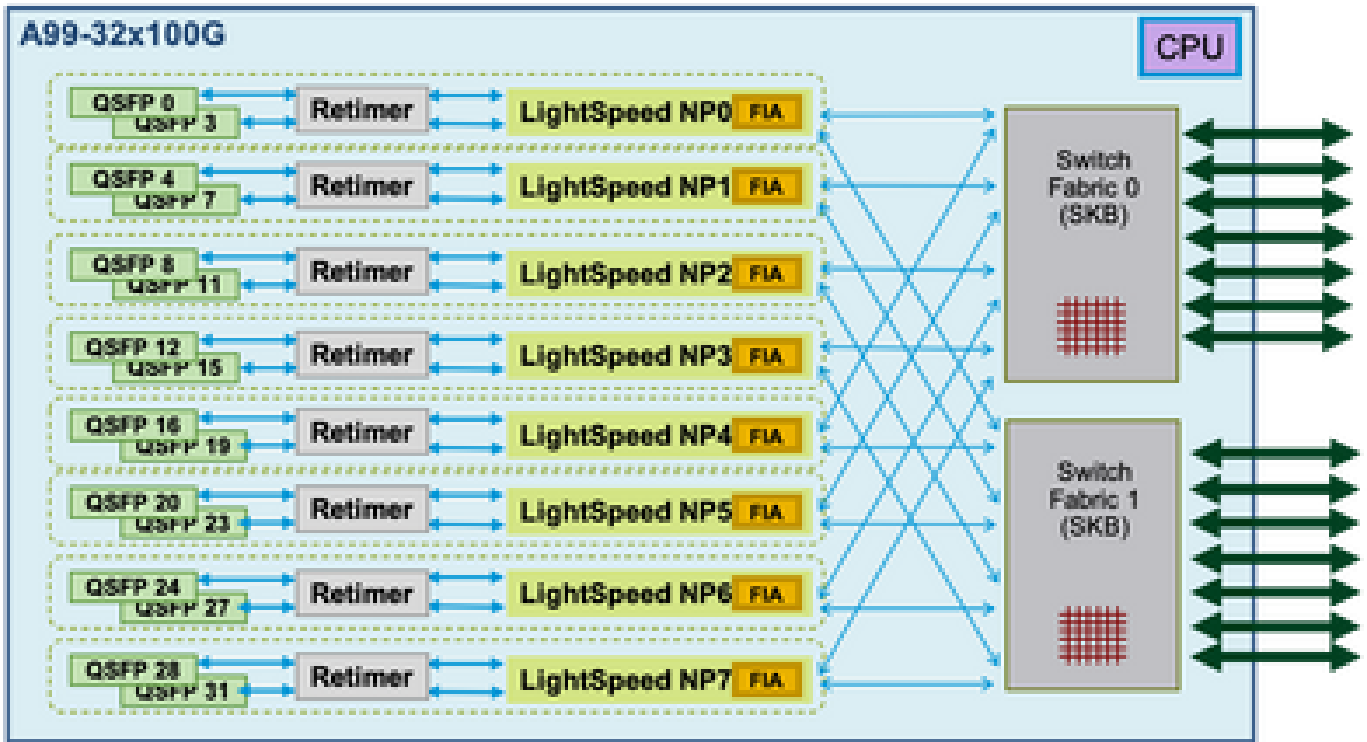 A99-32x100G
CPU
QSFP 0
QSFP 3
Retimer
LightSpeed NP0
FIA
QSFP 4
QSFP 7
Retimer
LightSpeed NP1
FIA
QSFP 8
QSFP 11
Retimer
LightSpeed NP2
FIA
QSFP 12
QSFP 15
Retimer
LightSpeed NP3
FIA
QSFP 16
QSFP 19
Retimer
LightSpeed NP4
FIA
QSFP 20
QSFP 23
Retimer
LightSpeed NP5
FIA
QSFP 24
QSFP 27
Retimer
LightSpeed NP6
FIA
QSFP 28
QSFP 31
Retimer
LightSpeed NP7
FIA
Switch
Fabric 0
(SKB)
Switch
Fabric 1
(SKB)